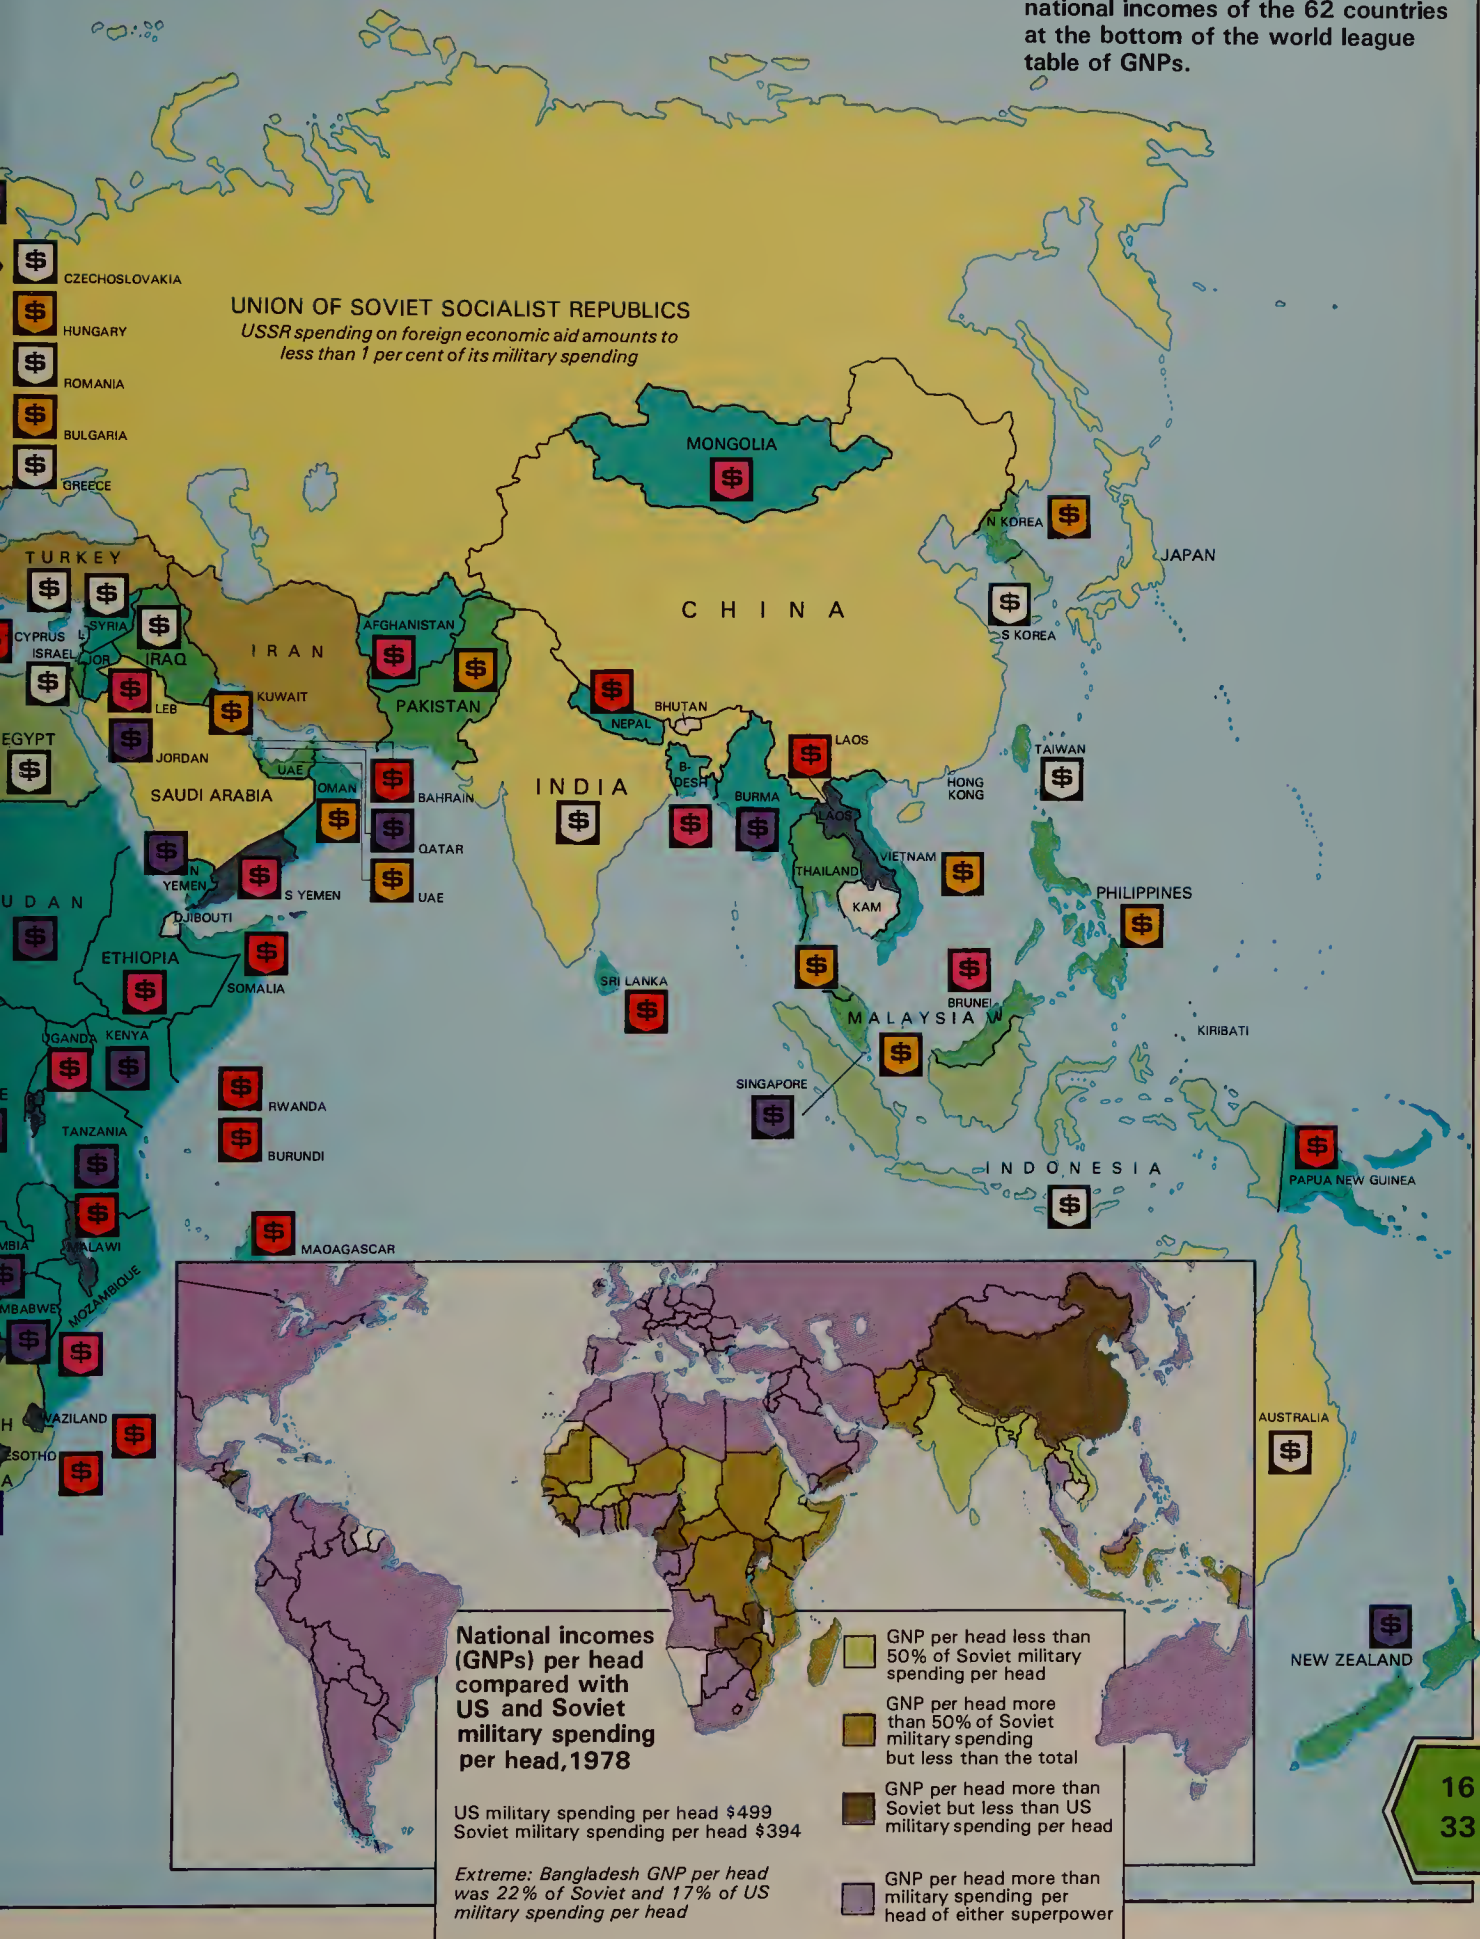 national incomes of the 62 countries
at the bottom of the world league
table of GNPs.
$ CZECHOSLOVAKIA
$ HUNGARY
$ ROMANIA
$ BULGARIA
$ GREECE
UNION OF SOVIET SOCIALIST REPUBLICS
USSR spending on foreign economic aid amounts to
less than 1 per cent of its military spending
MONGOLIA
$
N KOREA $
JAPAN
TURKEY
$ $
$
CHINA
$
S KOREA
CYPRUS L
SYRIA
ISRAEL
JOR
IRAQ
$
IRAN
AFGHANISTAN
$
$
PAKISTAN
$ LEB
$ KUWAIT
$ JORDAN
EGYPT
$
$
NEPAL
BHUTAN
UAE
SAUDI ARABIA
OMAN
$
$ BAHRAIN
$ QATAR
$ UAE
INDIA
$
B-
DESH
$
BURMA
$
$ LAOS
LAOS
HONG
KONG
TAIWAN
$
$
N
YEMEN
$ S YEMEN
THAILAND
VIETNAM $
KAM
PHILIPPINES
$
UDAN
$
DJIBOUTI
ETHIOPIA
$
$
SOMALIA
SRI LANKA
$
$
$
BRUNEI
MALAYSIA
$
KIRIBATI
UGANDA
$
KENYA
$
SINGAPORE
$
E
$ RWANDA
$ BURUNDI
TANZANIA
$
$
MALAWI
INDONESIA
$
$
PAPUA NEW GUINEA
$ MADAGASCAR
MBIA
$
MOZAMBIQUE
MBABWE
$
$
H
WAZILAND
$
ESOTHO
$
A
AUSTRALIA
$
$
NEW ZEALAND
National incomes
(GNPs) per head
compared with
US and Soviet
military spending
per head,1978
US military spending per head $499
Soviet military spending per head $394
Extreme: Bangladesh GNP per head
was 22% of Soviet and 17% of US
military spending per head
GNP per head less than
50% of Soviet military
spending per head
GNP per head more
than 50% of Soviet
military spending
but less than the total
GNP per head more than
Soviet but less than US
military spending per head
GNP per head more than
military spending per
head of either superpower
16
33